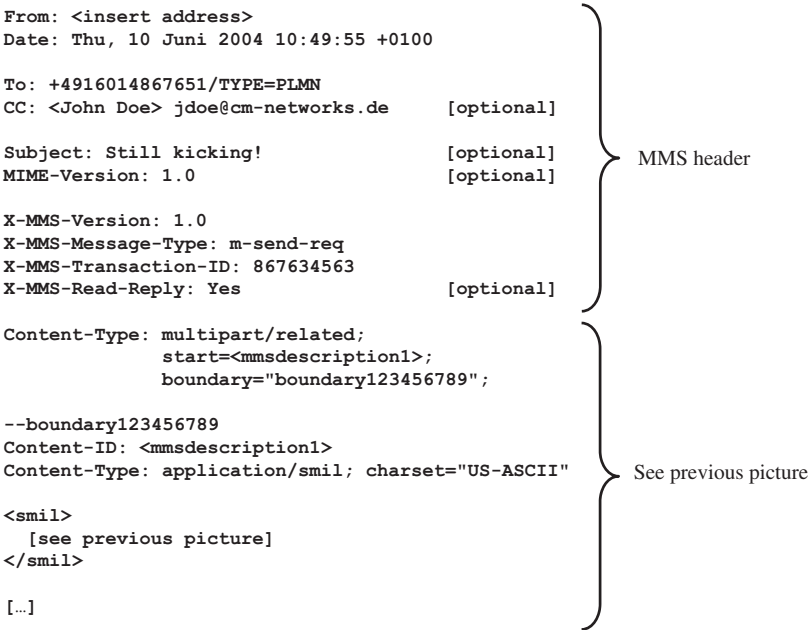 From: <insert address>
Date: Thu, 10 Juni 2004 10:49:55 +0100
To: +4916014867651/TYPE=PLMN
CC: <John Doe> jdoe@cm-networks.de [optional]
Subject: Still kicking! [optional]
MIME-Version: 1.0 [optional]
X-MMS-Version: 1.0
X-MMS-Message-Type: m-send-req
X-MMS-Transaction-ID: 867634563
X-MMS-Read-Reply: Yes [optional]
MMS header
Content-Type: multipart/related;
start=<mmsdescription1>;
boundary="boundary123456789";
--boundary123456789
Content-ID: <mmsdescription1>
Content-Type: application/smil; charset="US-ASCII"
<smil>
[see previous picture]
</smil>
[…]
See previous picture